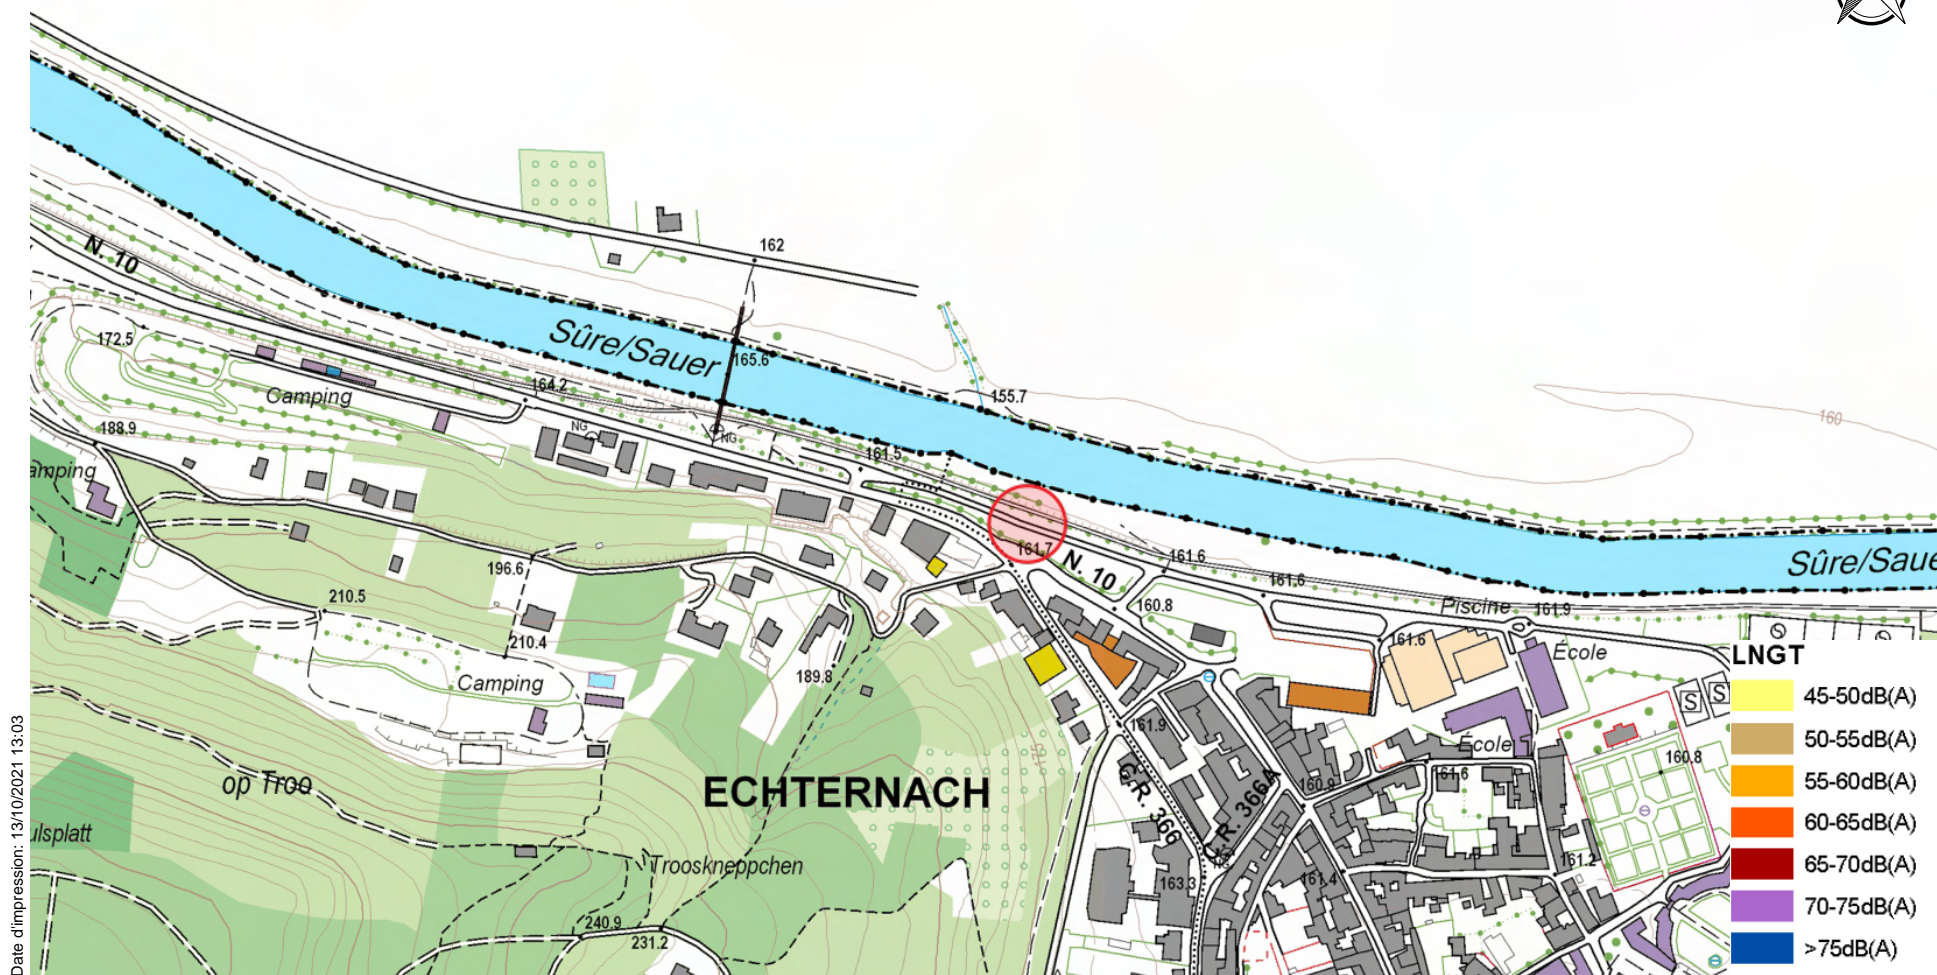 162
N. 10
Sûre/Sauer
165.6
172.5
164.2
155.7
Camping
160
188.9
NG
NG
161.5
amping
161.7
N. 10
161.6
161.6
Sûre/Saue
196.6
160.8
Piscine
161.9
210.5
210.4
161.6
École
LNGT
189.8
Camping
45-50dB(A)
S
S
161.9
50-55dB(A)
École
175
160.8
op Troo
ECHTERNACH
C.R. 366
C.R. 366A
160.9
161.6
55-60dB(A)
60-65dB(A)
ulsplatt
Trooskneppchen
163.3
161.4
161.2
65-70dB(A)
70-75dB(A)
240.9
231.2
>75dB(A)
Date d'impression: 13/10/2021 13:03